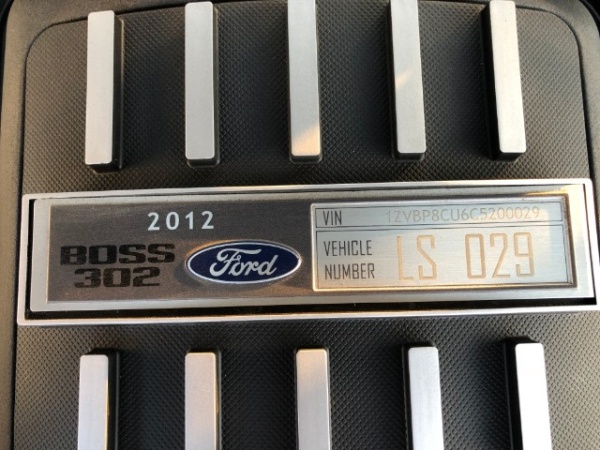 2012
BOSS
302
Ford
VIN 1ZVBP8CU6C5200029
VEHICLE
NUMBER
LS 029